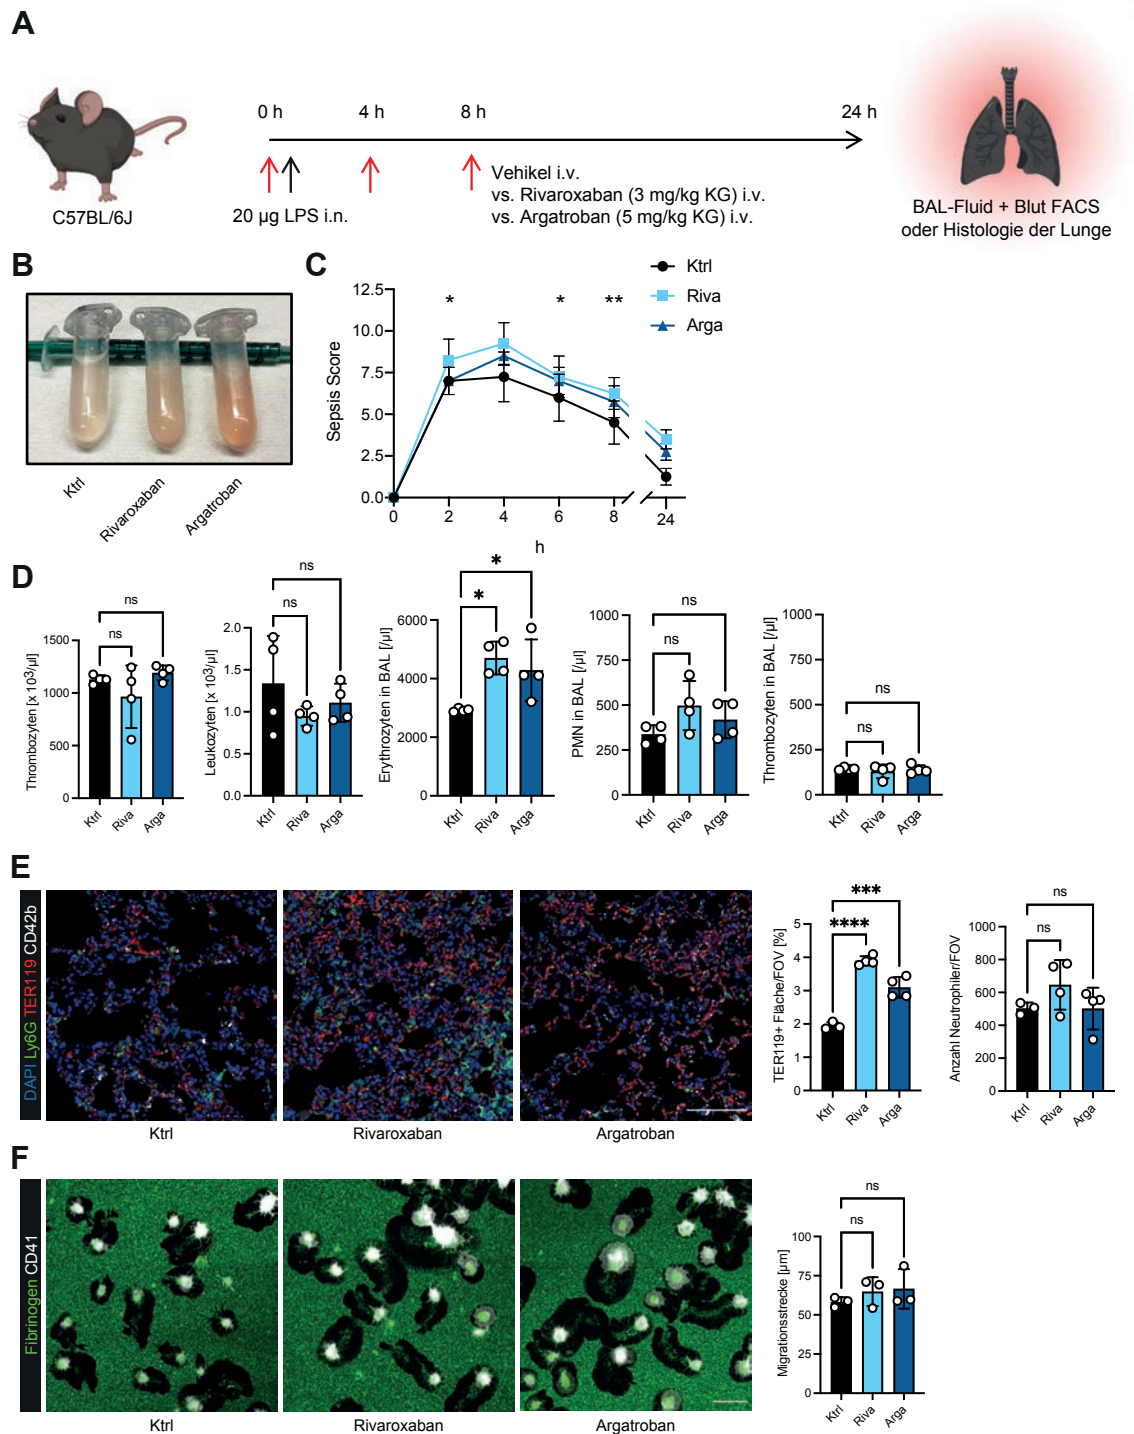 A
0 h
4 h
8 h
24 h
C57BL/6J
20 µg LPS i.n.
Vehikel i.v.
vs. Rivaroxaban (3 mg/kg KG) i.v.
vs. Argatroban (5 mg/kg KG) i.v.
BAL-Fluid + Blut FACS
oder Histologie der Lunge
B
Ktrl
Rivaroxaban
Argatroban
C
Ktrl
Riva
Arga
Sepsis Score
12.5
10.0
7.5
5.0
2.5
0.0
* * **
0 2 4 6 8 24
h
D
Thrombozyten [x 10³/µl]
1500
1000
500
0
ns
ns
Ktrl Riva Arga
Leukozyten [x 10³/µl]
2.0
1.5
1.0
0.5
0.0
ns
ns
Ktrl Riva Arga
Erythrozyten in BAL [/µl]
6000
4000
2000
0
*
*
Ktrl Riva Arga
PMN in BAL [/µl]
1000
750
500
250
0
ns
ns
Ktrl Riva Arga
Thrombozyten in BAL [/µl]
1000
750
500
250
0
ns
ns
Ktrl Riva Arga
E
DAPI Ly6G TER119 CD42b
Ktrl
Rivaroxaban
Argatroban
TER119+ Fläche/FOV [%]
5
4
3
2
1
0
***
****
Ktrl Riva Arga
Anzahl Neutrophiler/FOV
1000
800
600
400
200
0
ns
ns
Ktrl Riva Arga
F
Fibrinogen CD41
Ktrl
Rivaroxaban
Argatroban
Migrationsstrecke [µm]
100
75
50
25
0
ns
ns
Ktrl Riva Arga